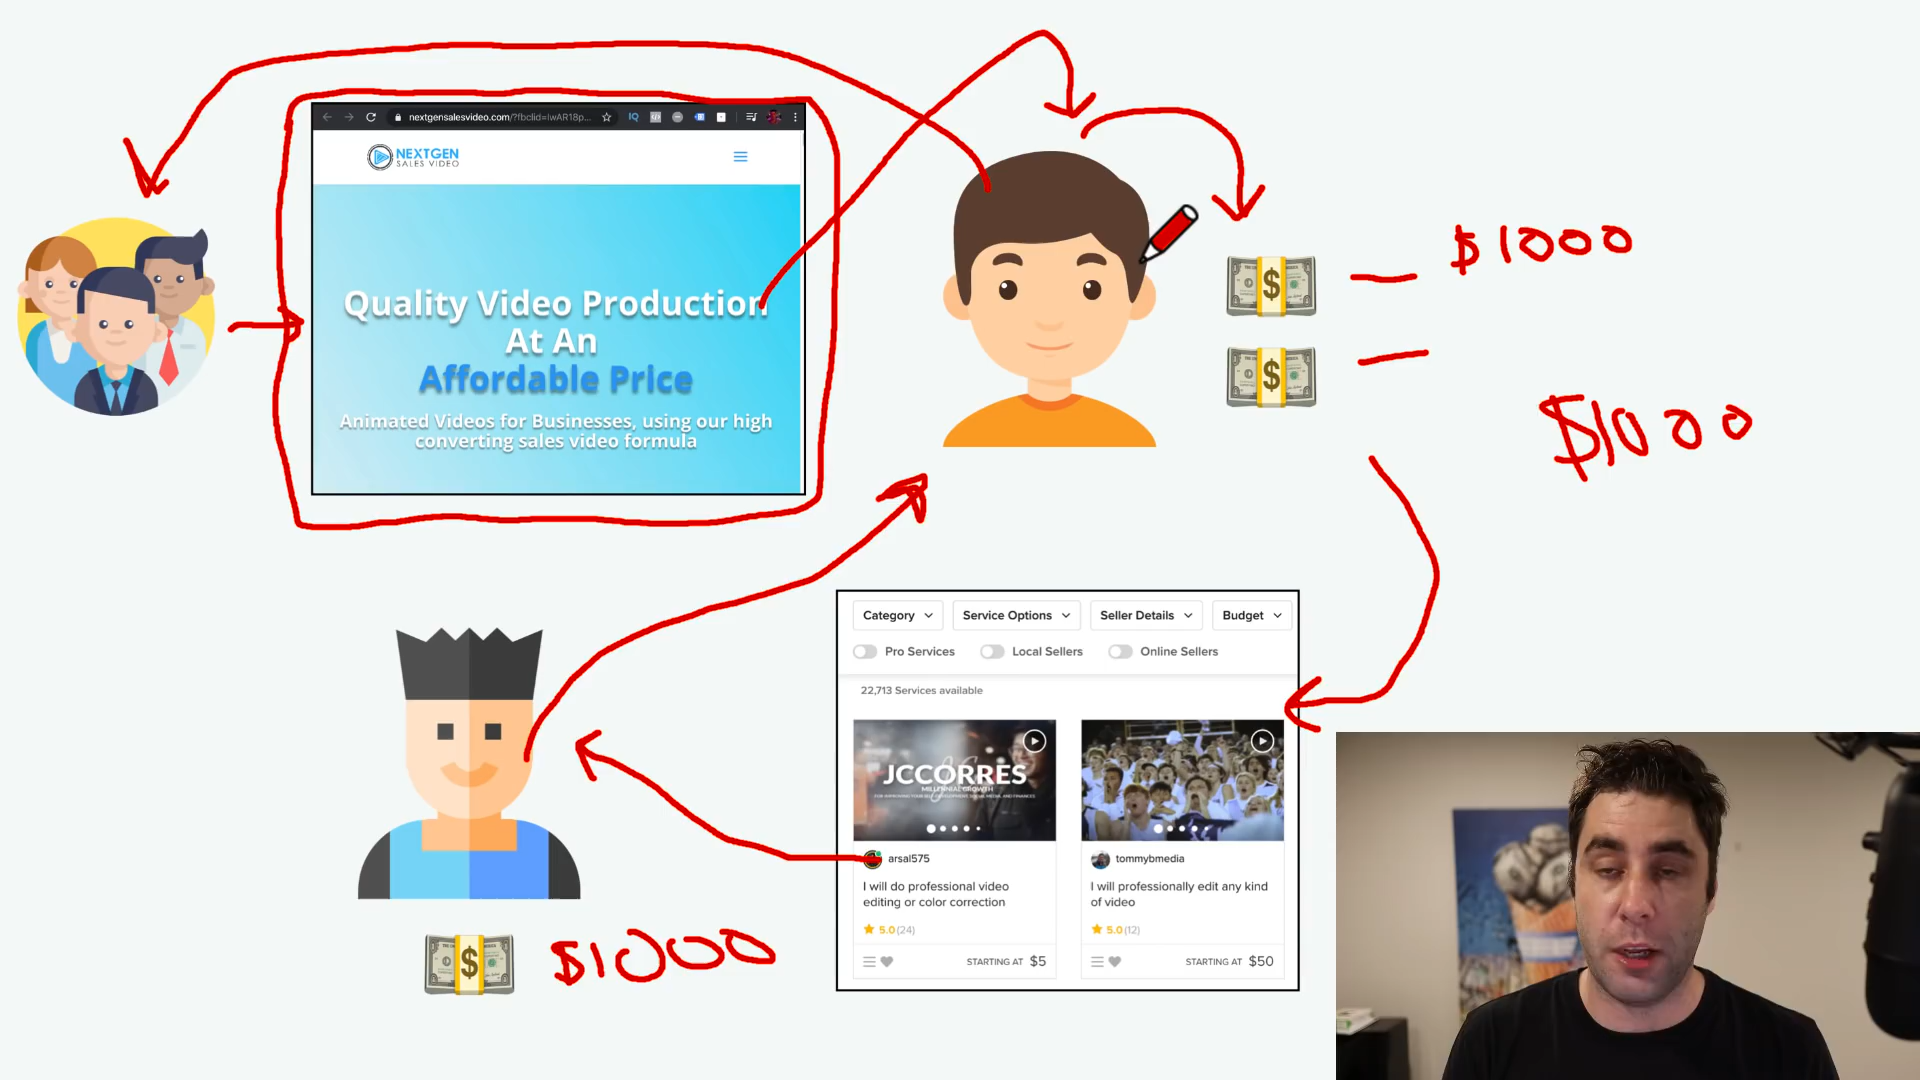 nextgensalesvideo.com/?fbclid=IwAR18p...
IQ
NEXTGEN
SALES VIDEO
Quality Video Production
At An
Affordable Price
Animated Videos for Businesses, using our high
converting sales video formula
$1000
$1000
Category
Service Options
Seller Details
Budget
Pro Services
Local Sellers
Online Sellers
22,713 Services available
JCCORRES
MILLENNIAL GROWTH
arsal575
I will do professional video
editing or color correction
5.0 (24)
STARTING AT $5
tommybmedia
I will professionally edit any kind
of video
5.0 (12)
STARTING AT $50
$1000